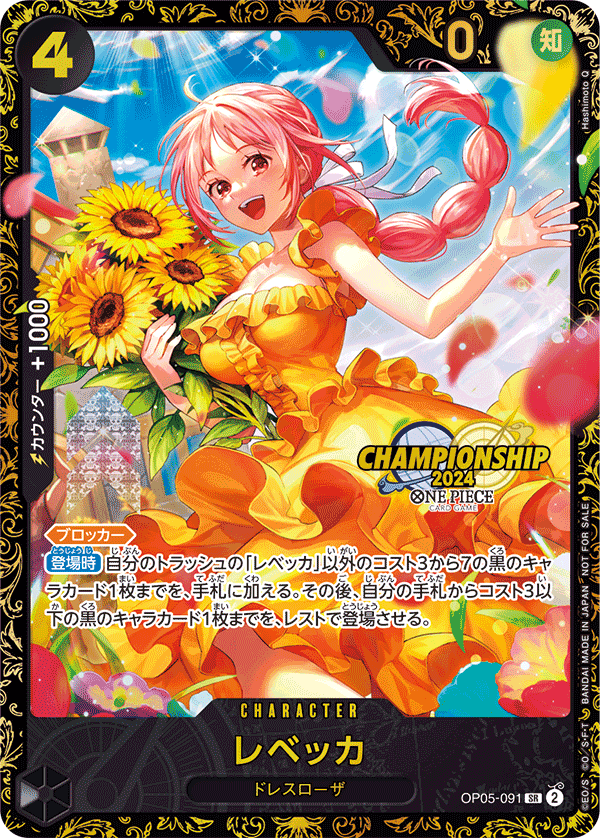 4
0
知
Hashimoto Q
カウンター +1000
CHAMPIONSHIP
2024
ONE PIECE
CARD GAME
ブロッカー
登場時 自分のトラッシュの「レベッカ」以外のコスト3から7の黒のキャ
ラカード1枚までを、手札に加える。その後、自分の手札からコスト3以
下の黒のキャラカード1枚までを、レストで登場させる。
CHARACTER
レベッカ
ドレスローザ
OP05-091 SR 2
©E.O/S ©O, S・F・T BANDAI MADE IN JAPAN NOT FOR SALE!